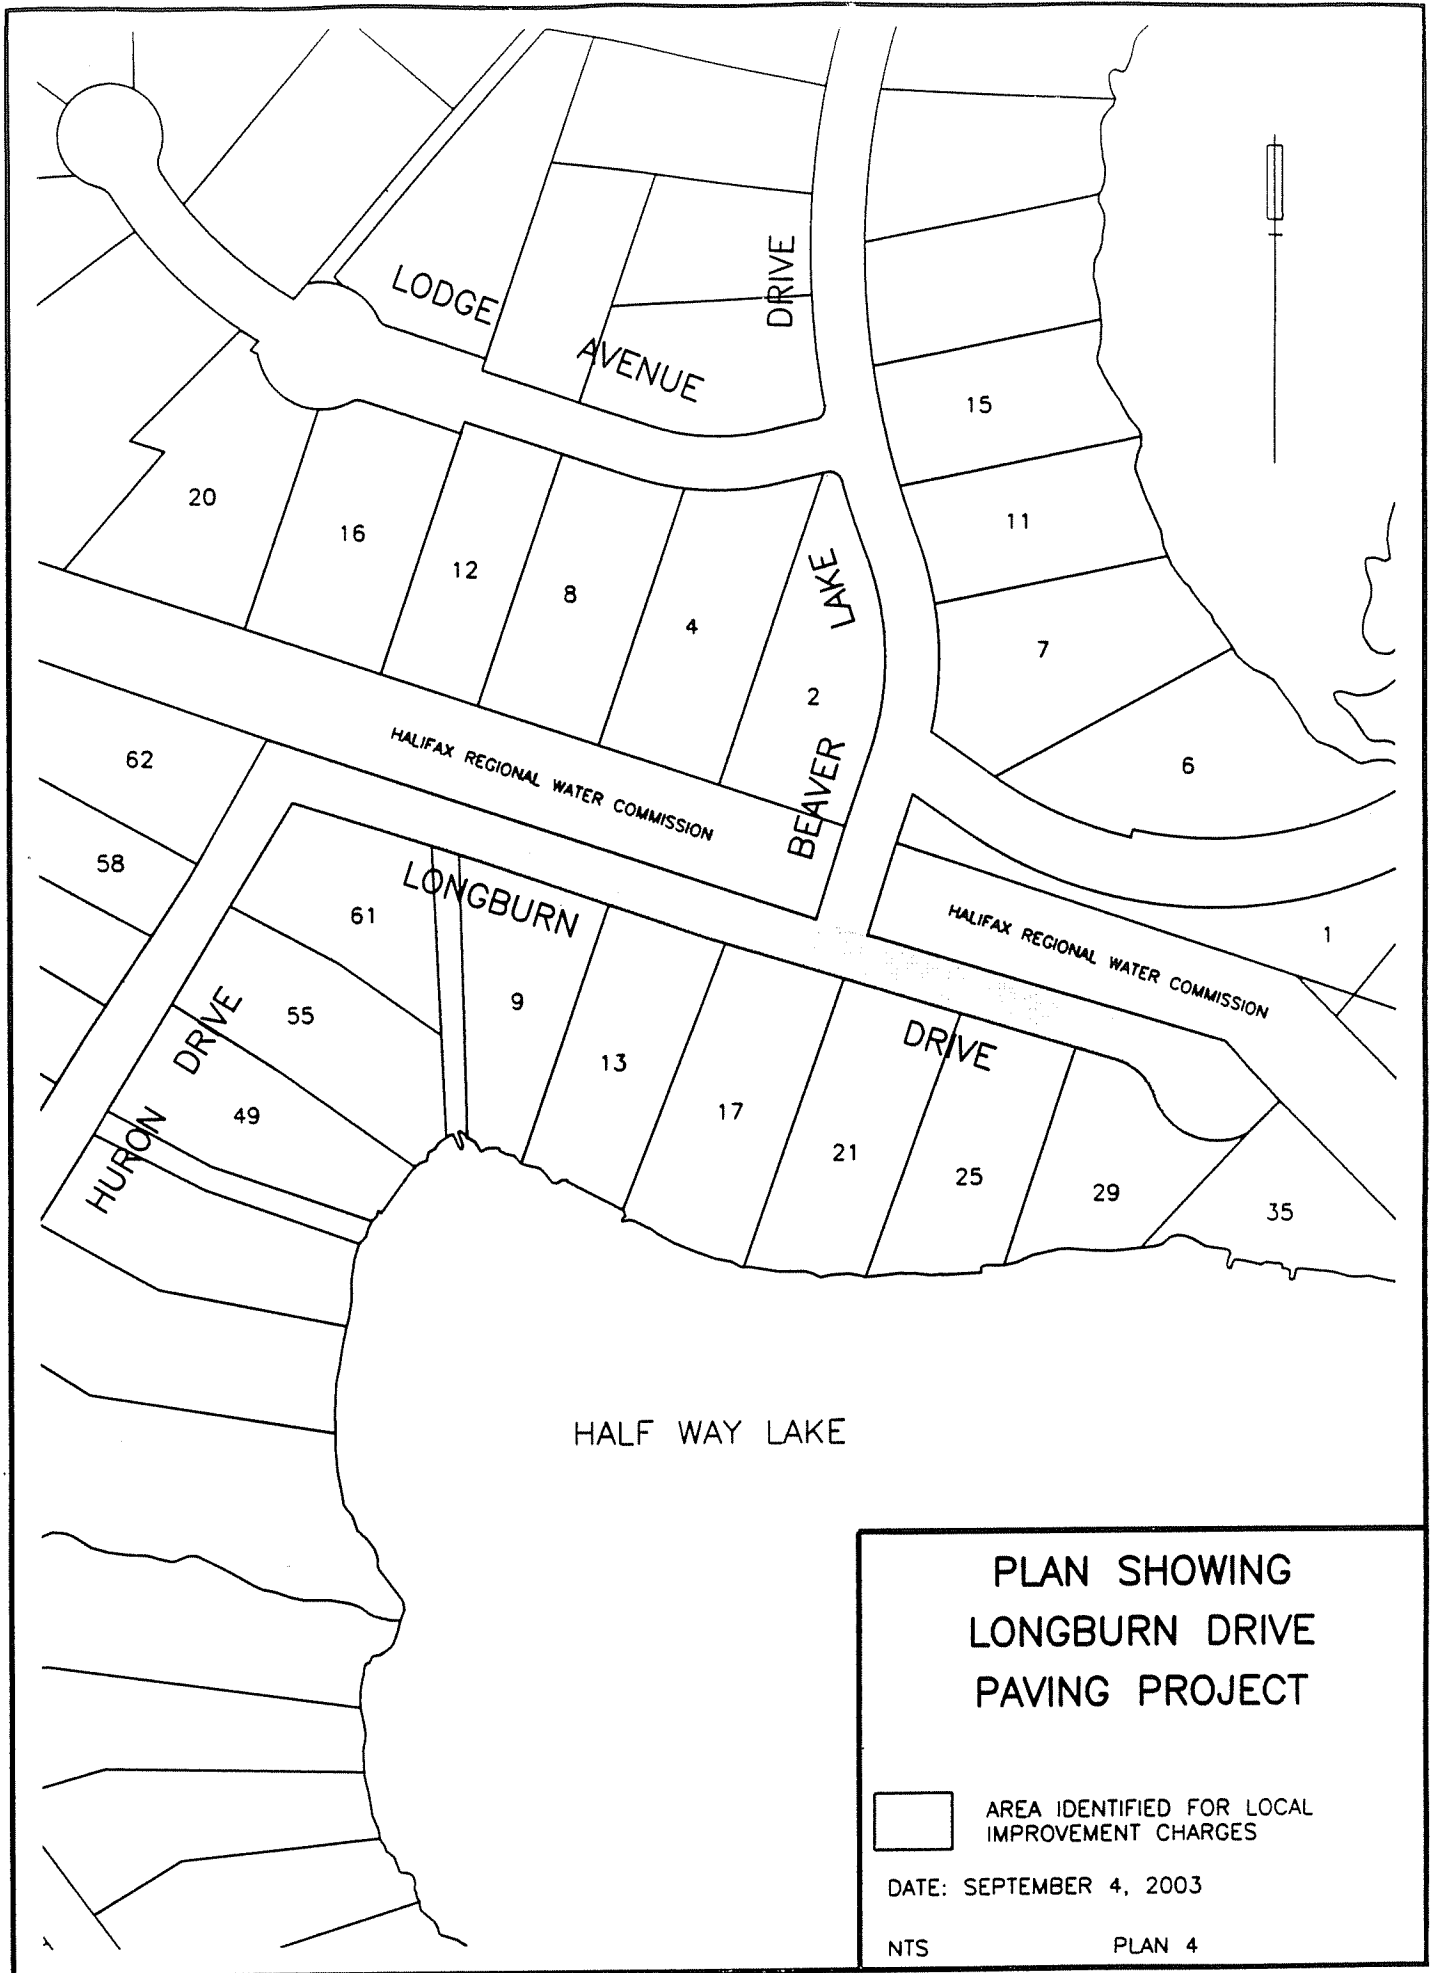 LODGE
AVENUE
DRIVE
15
11
7
6
20
16
12
8
4
2
LAKE
BEAVER
HALIFAX REGIONAL WATER COMMISSION
62
58
61
LONGBURN
9
13
17
21
25
29
35
DRIVE
HALIFAX REGIONAL WATER COMMISSION
1
55
49
HURON DRIVE
HALF WAY LAKE
PLAN SHOWING
LONGBURN DRIVE
PAVING PROJECT
AREA IDENTIFIED FOR LOCAL
IMPROVEMENT CHARGES
DATE: SEPTEMBER 4, 2003
NTS PLAN 4